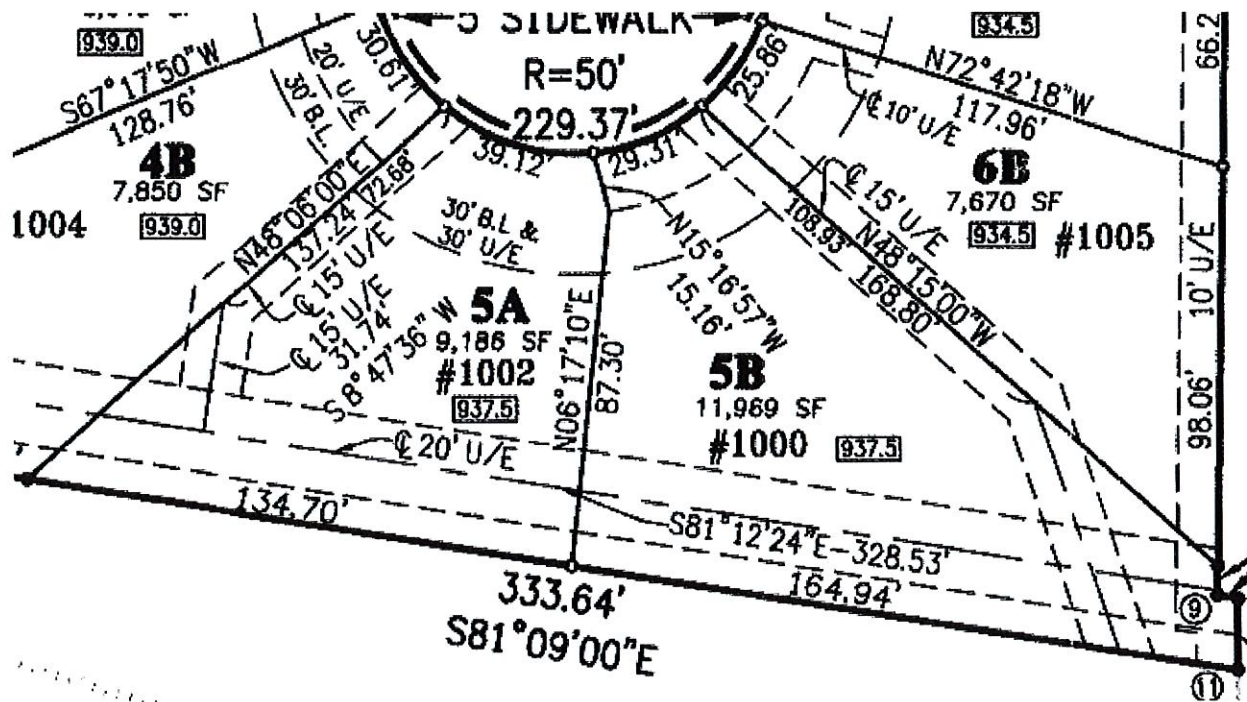 939.0
S67°17'50"W
128.76'
4B
7,850 SF
939.0
1004
30.61'
20' U/E
30' B.L.
5' SIDEWALK
R=50'
229.37'
39.12'
29.31'
25.86'
934.5
N72°42'18"W
117.96'
66.2
℄ 10' U/E
6B
7,670 SF
934.5
#1005
10' U/E
98.06'
N48°06'00"E
72.68'
137.24
℄ 15' U/E
℄ 15' U/E
31.74'
S 8°47'36" W
30' B.L &
30' U/E
5A
9,186 SF
#1002
937.5
℄ 20' U/E
N06°17'10"E
87.30'
N15°16'57"W
15.16'
℄ 15' U/E
N48°15'00"W
108.93'
168.80'
5B
11,969 SF
#1000
937.5
134.70'
S81°12'24"E-328.53'
164.94'
333.64'
S81°09'00"E
9
11